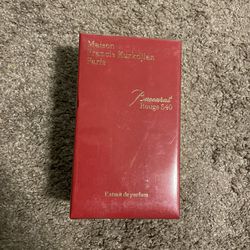 Maison
Francis Kurkdjian
Paris
Baccarat
Rouge 540
Extrait de parfum